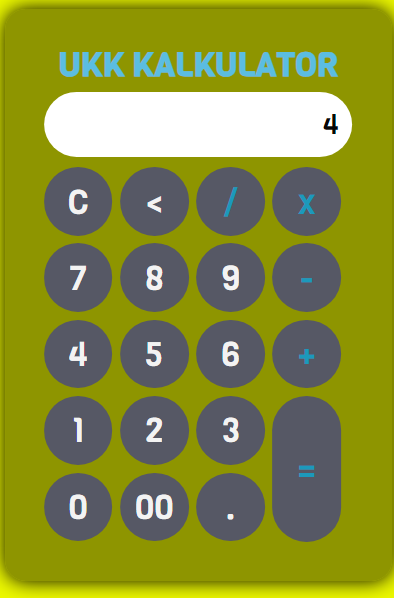 UKK KALKULATOR
4
C < / x
7 8 9 -
4 5 6 +
1 2 3
=
0 00 .